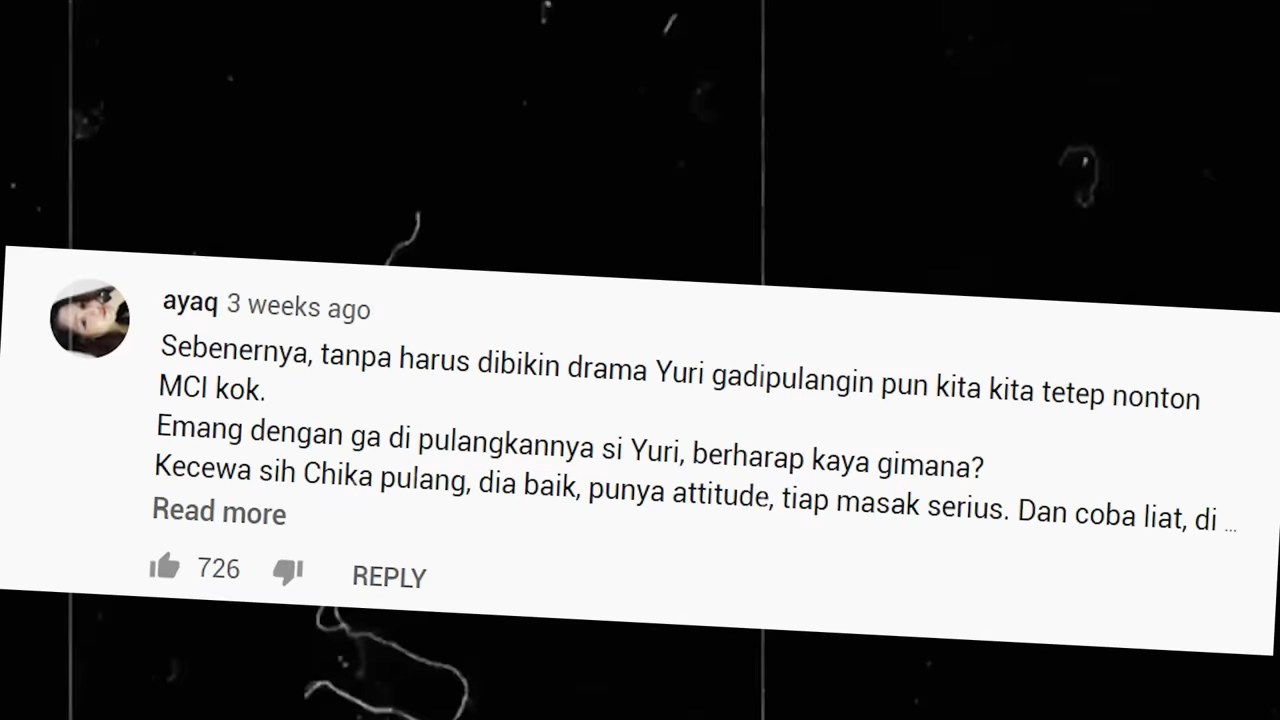 ayaq 3 weeks ago
Sebenernya, tanpa harus dibikin drama Yuri gadipulangin pun kita kita tetep nonton
MCI kok.
Emang dengan ga di pulangkannya si Yuri, berharap kaya gimana?
Kecewa sih Chika pulang, dia baik, punya attitude, tiap masak serius. Dan coba liat, di ...
Read more
726 REPLY